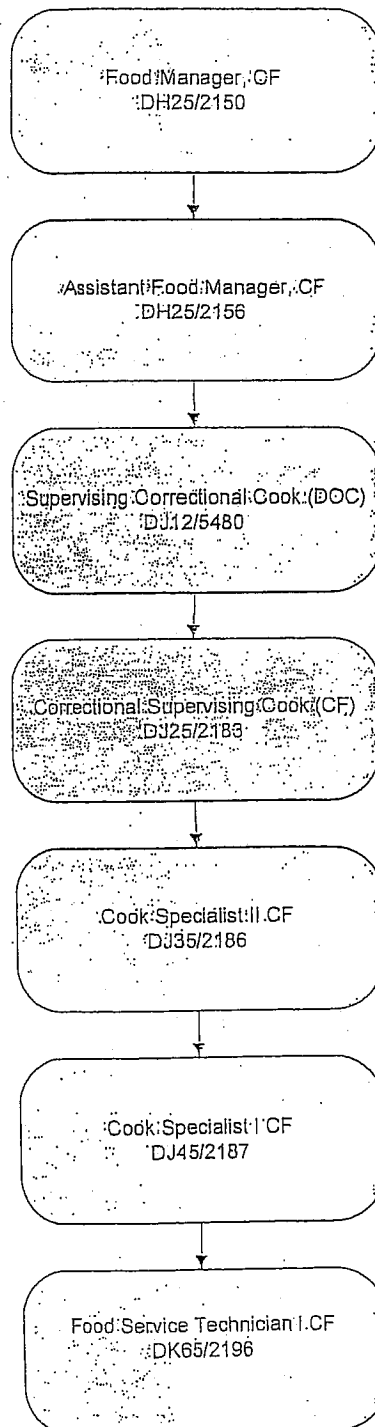 Food Manager, CF
DH25/2150
Assistant Food Manager, CF
DH25/2156
Supervising Correctional Cook (DOC)
DJ12/5480
Correctional Supervising Cook (CF)
DJ25/2183
Cook Specialist II CF
DJ35/2186
Cook Specialist I CF
DJ45/2187
Food Service Technician I CF
DK65/2196